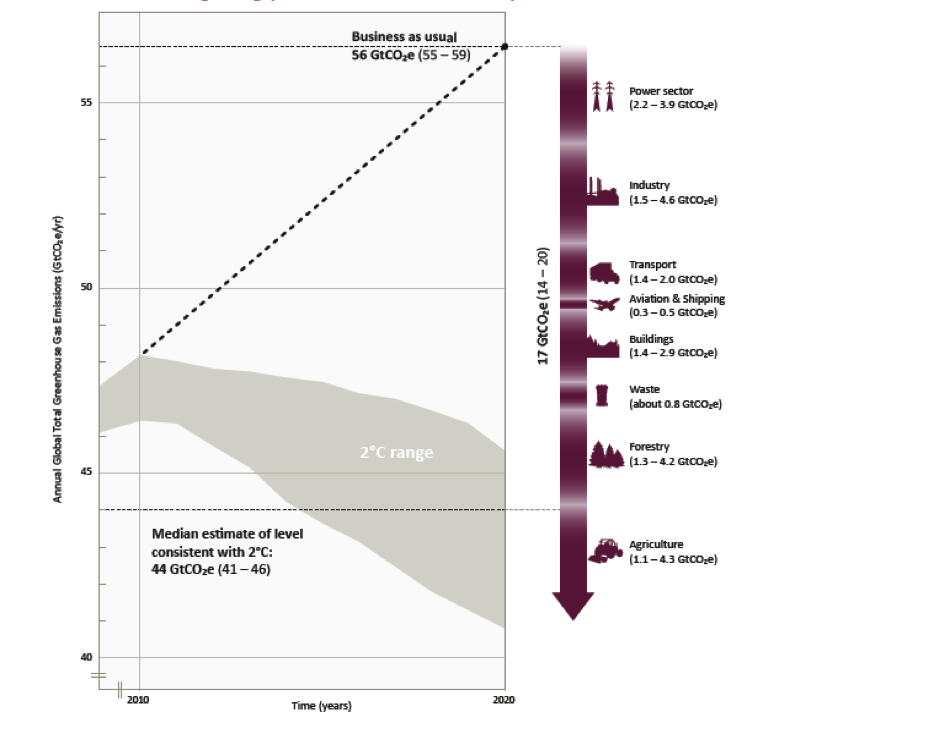 Business as usual
56 GtCO₂e (55 – 59)
55
50
45
40
Annual Global Total Greenhouse Gas Emissions (GtCO₂e/yr)
2°C range
Median estimate of level
consistent with 2°C:
44 GtCO₂e (41 – 46)
2010
2020
Time (years)
17 GtCO₂e (14 – 20)
Power sector
(2.2 – 3.9 GtCO₂e)
Industry
(1.5 – 4.6 GtCO₂e)
Transport
(1.4 – 2.0 GtCO₂e)
Aviation & Shipping
(0.3 – 0.5 GtCO₂e)
Buildings
(1.4 – 2.9 GtCO₂e)
Waste
(about 0.8 GtCO₂e)
Forestry
(1.3 – 4.2 GtCO₂e)
Agriculture
(1.1 – 4.3 GtCO₂e)